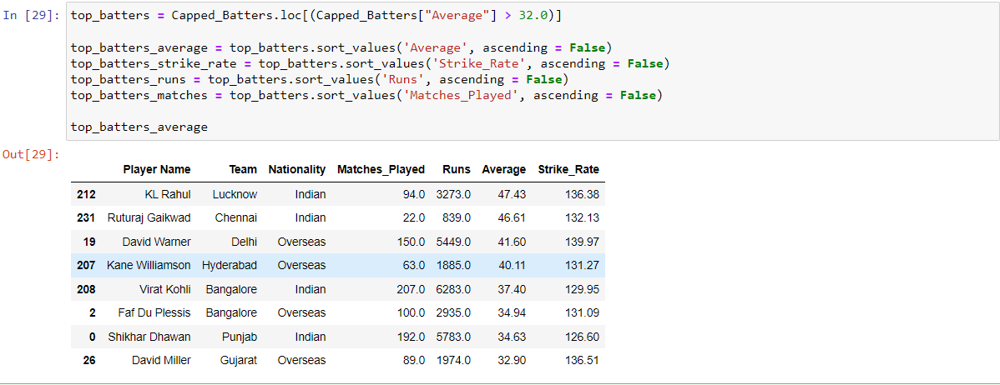 In [29]: top_batters = Capped_Batters.loc[(Capped_Batters["Average"] > 32.0)]
top_batters_average = top_batters.sort_values('Average', ascending = False)
top_batters_strike_rate = top_batters.sort_values('Strike_Rate', ascending = False)
top_batters_runs = top_batters.sort_values('Runs', ascending = False)
top_batters_matches = top_batters.sort_values('Matches_Played', ascending = False)
top_batters_average
Out[29]:
Player Name Team Nationality Matches_Played Runs Average Strike_Rate
212 KL Rahul Lucknow Indian 94.0 3273.0 47.43 136.38
231 Ruturaj Gaikwad Chennai Indian 22.0 839.0 46.61 132.13
19 David Warner Delhi Overseas 150.0 5449.0 41.60 139.97
207 Kane Williamson Hyderabad Overseas 63.0 1885.0 40.11 131.27
208 Virat Kohli Bangalore Indian 207.0 6283.0 37.40 129.95
2 Faf Du Plessis Bangalore Overseas 100.0 2935.0 34.94 131.09
0 Shikhar Dhawan Punjab Indian 192.0 5783.0 34.63 126.60
26 David Miller Gujarat Overseas 89.0 1974.0 32.90 136.51